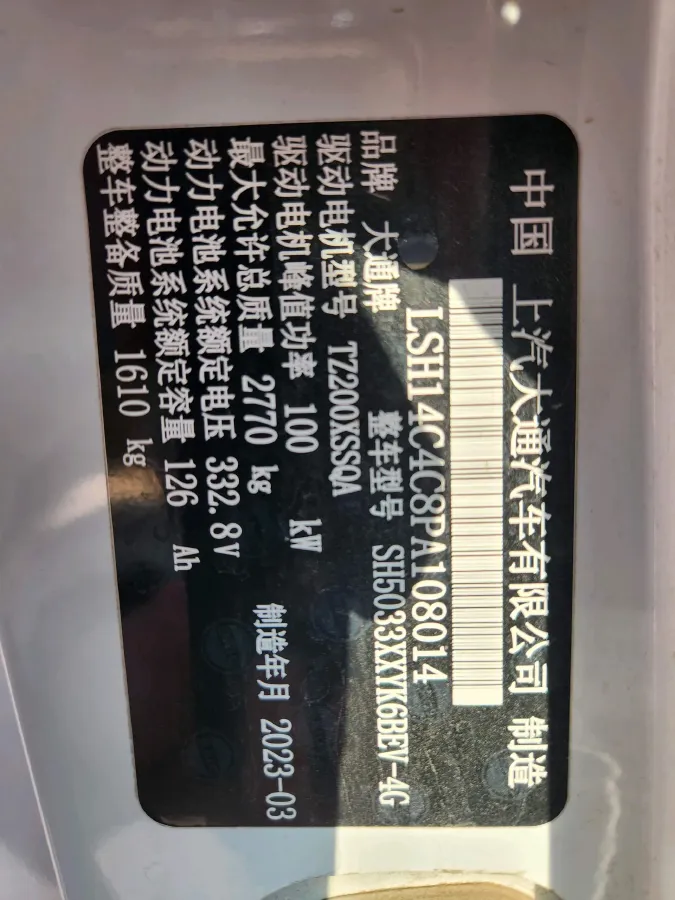 中国 上汽大通汽车有限公司 制造
LSH14C4C8PA108014
品牌 大通牌 整车型号 SH5033XXYK6BEV-4G
驱动电机型号 TZ200XSSQA
驱动电机峰值功率 100 kW
最大允许总质量 2770 kg 制造年月 2023-03
动力电池系统额定电压 332.8V
动力电池系统额定容量 126 Ah
整车整备质量 1610 kg